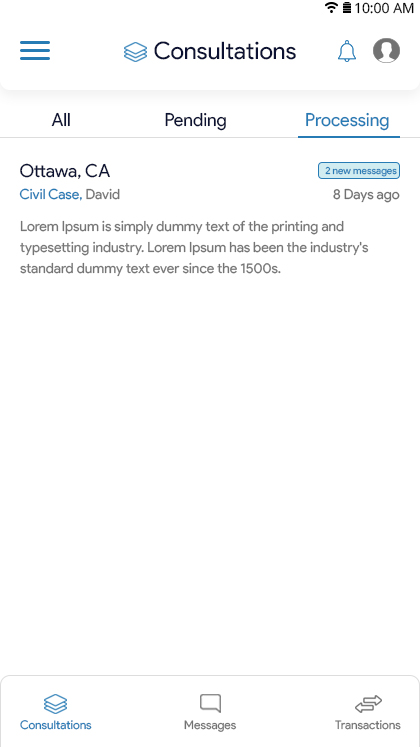 10:00 AM
Consultations
All Pending Processing
Ottawa, CA 2 new messages
Civil Case, David 8 Days ago
Lorem Ipsum is simply dummy text of the printing and
typesetting industry. Lorem Ipsum has been the industry's
standard dummy text ever since the 1500s.
Consultations Messages Transactions